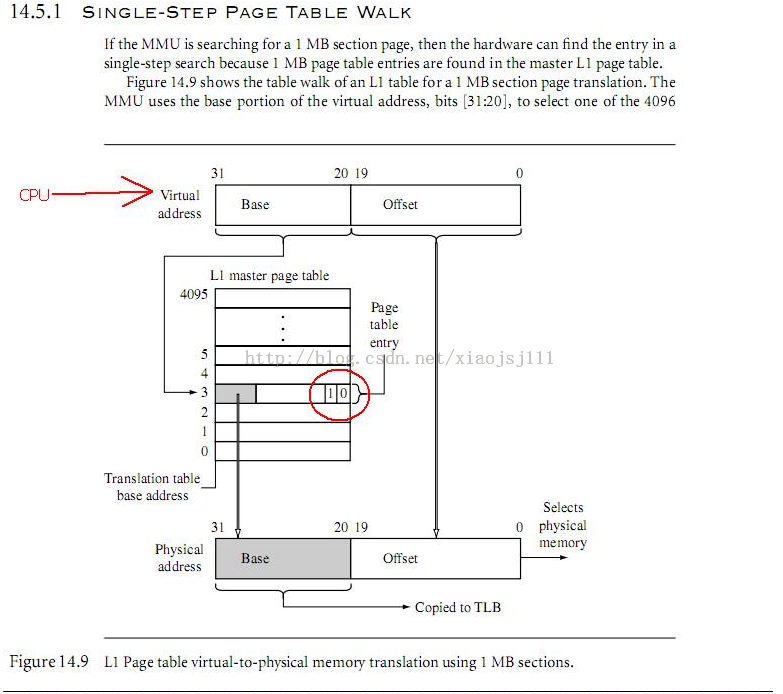 14.5.1 SINGLE-STEP PAGE TABLE WALK
If the MMU is searching for a 1 MB section page, then the hardware can find the entry in a
single-step search because 1 MB page table entries are found in the master L1 page table.
Figure 14.9 shows the table walk of an L1 table for a 1 MB section page translation. The
MMU uses the base portion of the virtual address, bits [31:20], to select one of the 4096
31 20 19 0
CPU
Virtual
address
Base Offset
L1 master page table
4095
Page
table
entry
5
http://blog.csdn.net/xiaojsj111
4
3
1 0
2
1
0
Translation table
base address
Selects
physical
memory
31 20 19 0
Physical
address
Base Offset
Copied to TLB
Figure 14.9 L1 Page table virtual-to-physical memory translation using 1 MB sections.